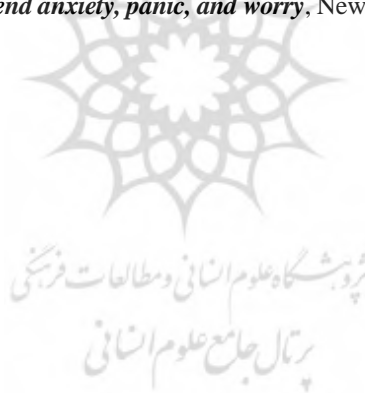 end anxiety, panic, and worry, New
پژوهشگاه علوم انسانی و مطالعات فرهنگی
پرتال جامع علوم انسانی